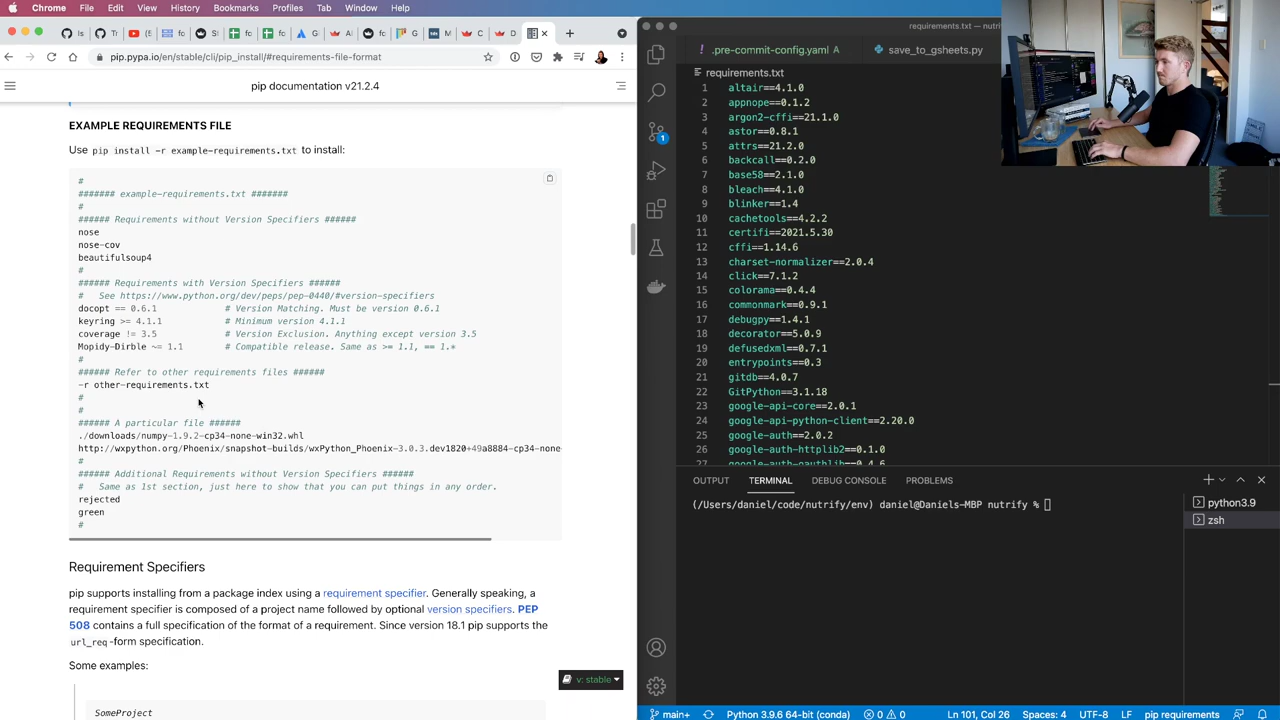 Chrome File Edit View History Bookmarks Profiles Tab Window Help
pip.pypa.io/en/stable/cli/pip_install/#requirements-file-format
pip documentation v21.2.4
EXAMPLE REQUIREMENTS FILE
Use pip install -r example-requirements.txt to install:
#
####### example-requirements.txt #######
#
###### Requirements without Version Specifiers ######
nose
nose-cov
beautifulsoup4
#
###### Requirements with Version Specifiers ######
#   See https://www.python.org/dev/peps/pep-0440/#version-specifiers
docopt == 0.6.1 # Version Matching. Must be version 0.6.1
keyring >= 4.1.1 # Minimum version 4.1.1
coverage != 3.5 # Version Exclusion. Anything except version 3.5
Mopidy-Dirble ~= 1.1 # Compatible release. Same as >= 1.1, == 1.*
#
###### Refer to other requirements files ######
-r other-requirements.txt
#
#
###### A particular file ######
./downloads/numpy-1.9.2-cp34-none-win32.whl
http://wxpython.org/Phoenix/snapshot-builds/wxPython_Phoenix-3.0.3.dev1820+49a8884-cp34-none-
#
###### Additional Requirements without Version Specifiers ######
#   Same as 1st section, just here to show that you can put things in any order.
rejected
green
#
Requirement Specifiers
pip supports installing from a package index using a requirement specifier. Generally speaking, a
requirement specifier is composed of a project name followed by optional version specifiers. PEP
508 contains a full specification of the format of a requirement. Since version 18.1 pip supports the
url_req-form specification.
Some examples:
SomeProject
v: stable
requirements.txt — nutrify
.pre-commit-config.yaml A save_to_gsheets.py
requirements.txt
1 altair==4.1.0
2 appnope==0.1.2
3 argon2-cffi==21.1.0
4 astor==0.8.1
5 attrs==21.2.0
6 backcall==0.2.0
7 base58==2.1.0
8 bleach==4.1.0
9 blinker==1.4
10 cachetools==4.2.2
11 certifi==2021.5.30
12 cffi==1.14.6
13 charset-normalizer==2.0.4
14 click==7.1.2
15 colorama==0.4.4
16 commonmark==0.9.1
17 debugpy==1.4.1
18 decorator==5.0.9
19 defusedxml==0.7.1
20 entrypoints==0.3
21 gitdb==4.0.7
22 GitPython==3.1.18
23 google-api-core==2.0.1
24 google-api-python-client==2.20.0
25 google-auth==2.0.2
26 google-auth-httplib2==0.1.0
27 google-auth-oauthlib==0.4.6
1
OUTPUT TERMINAL DEBUG CONSOLE PROBLEMS
(/Users/daniel/code/nutrify/env) daniel@Daniels-MBP nutrify %
python3.9
zsh
main+ Python 3.9.6 64-bit (conda) 0 0 Ln 101, Col 26 Spaces: 4 UTF-8 LF pip requirements